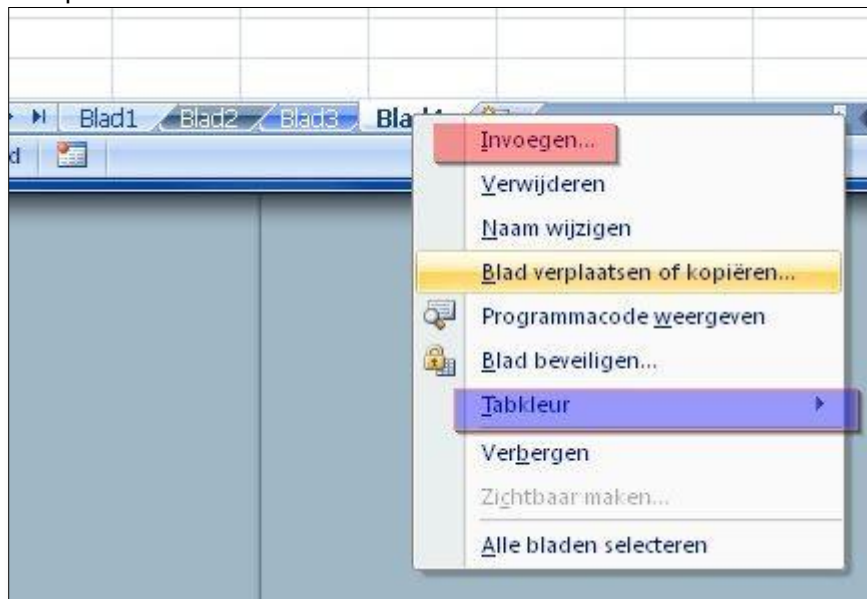 Blad1 Blad2 Blad3
Invoegen...
Verwijderen
Naam wijzigen
Blad verplaatsen of kopiëren...
Programmacode weergeven
Blad beveiligen...
Tabkleur
Verbergen
Zichtbaar maken...
Alle bladen selecteren